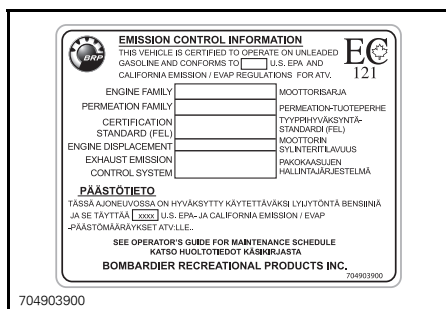 BRP
EMISSION CONTROL INFORMATION
THIS VEHICLE IS CERTIFIED TO OPERATE ON UNLEADED
GASOLINE AND CONFORMS TO U.S. EPA AND
CALIFORNIA EMISSION / EVAP REGULATIONS FOR ATV.
EC
121
ENGINE FAMILY MOOTTORISARJA
PERMEATION FAMILY PERMEATION-TUOTEPERHE
CERTIFICATION TYYPPIHYVÄKSYNTÄ-
STANDARD (FEL) STANDARDI (FEL)
ENGINE DISPLACEMENT MOOTTORIN
SYLINTERITILAVUUS
EXHAUST EMISSION PAKOKAASUJEN
CONTROL SYSTEM HALLINTAJÄRJESTELMÄ
PÄÄSTÖTIETO
TÄSSÄ AJONEUVOSSA ON HYVÄKSYTTY KÄYTETTÄVÄKSI LYIJYTÖNTÄ BENSIINIÄ
JA SE TÄYTTÄÄ xxxx U.S. EPA- JA CALIFORNIA EMISSION / EVAP
-PÄÄSTÖMÄÄRÄYKSET ATV:LLE..
SEE OPERATOR'S GUIDE FOR MAINTENANCE SCHEDULE
KATSO HUOLTOTIEDOT KÄSIKIRJASTA
BOMBARDIER RECREATIONAL PRODUCTS INC.
704903900
704903900